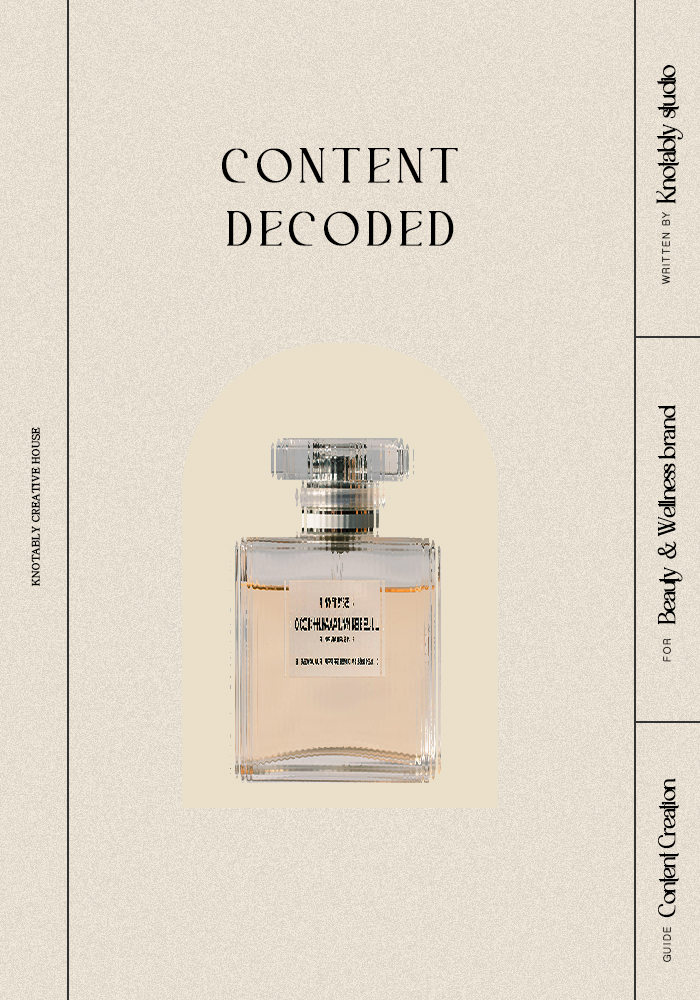 CONTENT
DECODED
KNOTABLY CREATIVE HOUSE
WRITTEN BY Knotably studio
FOR Beauty & Wellness brand
GUIDE Content Creation